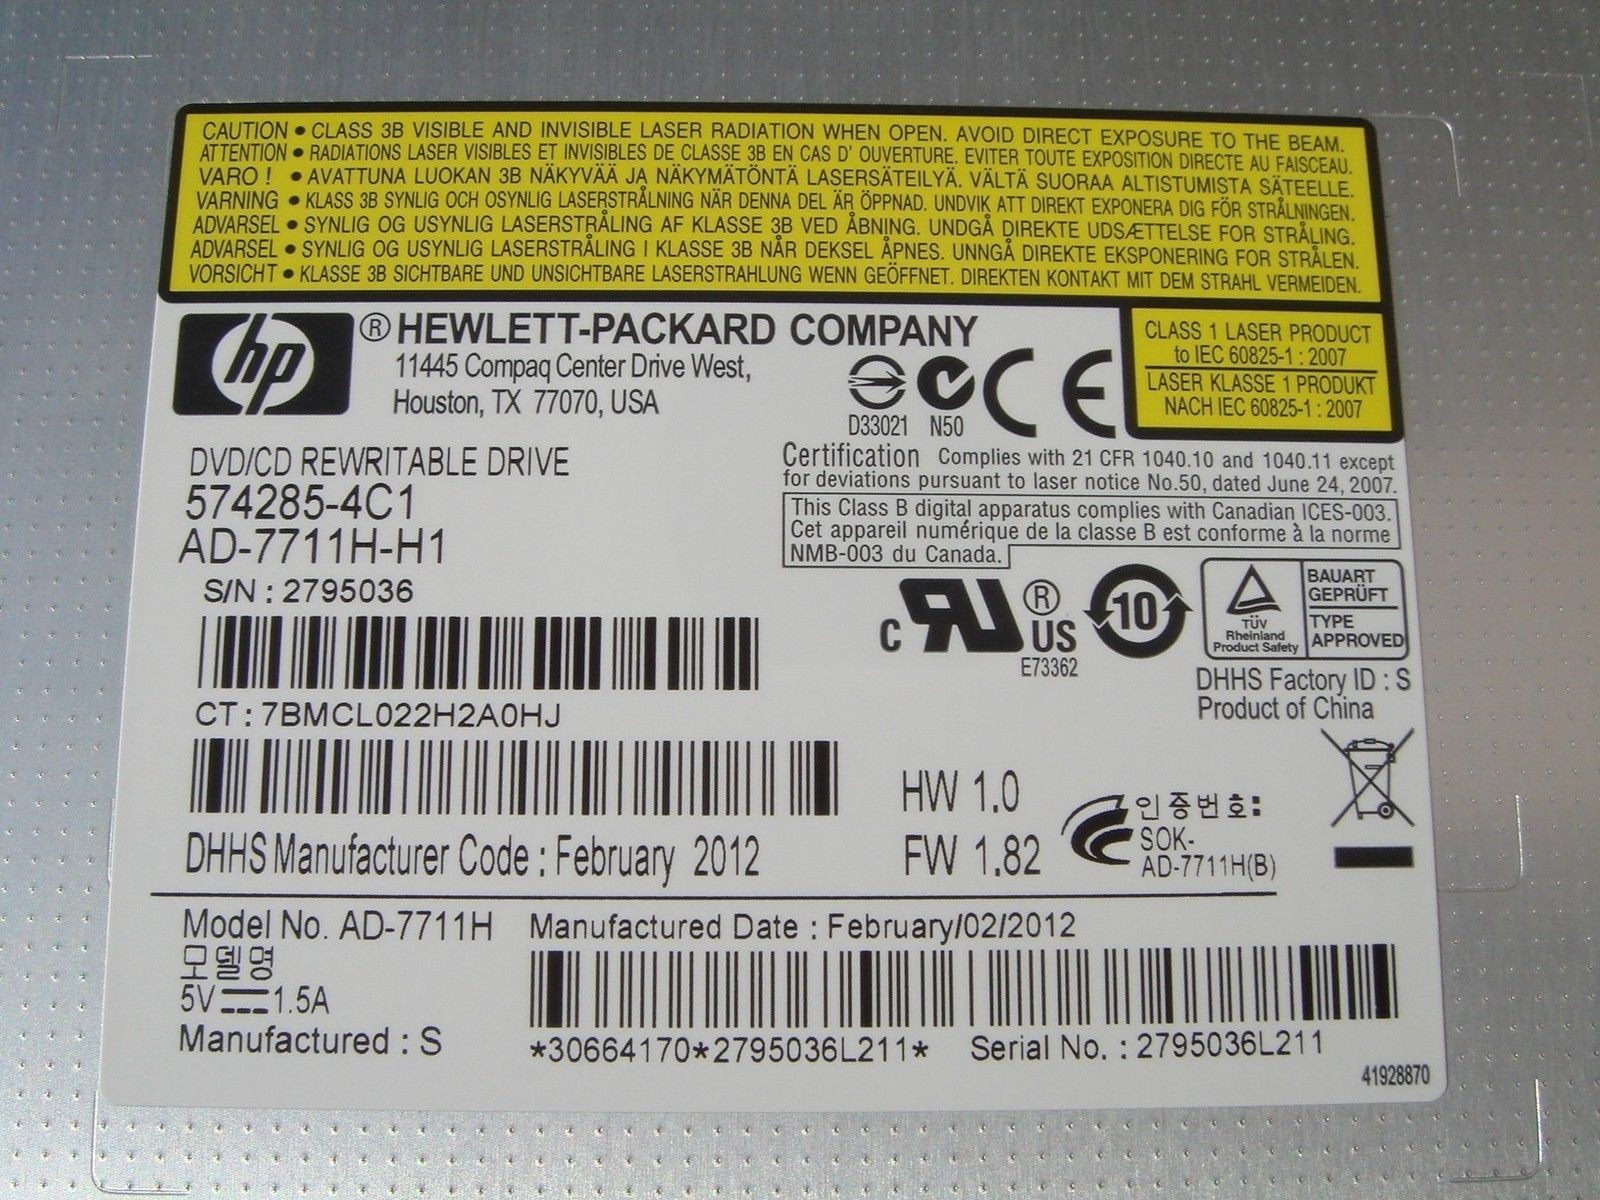 CAUTION • CLASS 3B VISIBLE AND INVISIBLE LASER RADIATION WHEN OPEN. AVOID DIRECT EXPOSURE TO THE BEAM.
ATTENTION • RADIATIONS LASER VISIBLES ET INVISIBLES DE CLASSE 3B EN CAS D' OUVERTURE. EVITER TOUTE EXPOSITION DIRECTE AU FAISCEAU.
VARO ! • AVATTUNA LUOKAN 3B NÄKYVÄÄ JA NÄKYMÄTÖNTÄ LASERSÄTEILYÄ. VÄLTÄ SUORAA ALTISTUMISTA SÄTEELLE.
VARNING • KLASS 3B SYNLIG OCH OSYNLIG LASERSTRÅLNING NÄR DENNA DEL ÄR ÖPPNAD. UNDVIK ATT DIREKT EXPONERA DIG FÖR STRÅLNINGEN.
ADVARSEL • SYNLIG OG USYNLIG LASERSTRÅLING AF KLASSE 3B VED ÅBNING. UNDGÅ DIREKTE UDSÆTTELSE FOR STRÅLING.
ADVARSEL • SYNLIG OG USYNLIG LASERSTRÅLING I KLASSE 3B NÅR DEKSEL ÅPNES. UNNGÅ DIREKTE EKSPONERING FOR STRÅLEN.
VORSICHT • KLASSE 3B SICHTBARE UND UNSICHTBARE LASERSTRAHLUNG WENN GEÖFFNET. DIREKTEN KONTAKT MIT DEM STRAHL VERMEIDEN.
hp ® HEWLETT-PACKARD COMPANY
11445 Compaq Center Drive West,
Houston, TX 77070, USA
D33021 N50 CE
CLASS 1 LASER PRODUCT
to IEC 60825-1 : 2007
LASER KLASSE 1 PRODUKT
NACH IEC 60825-1 : 2007
DVD/CD REWRITABLE DRIVE
574285-4C1
AD-7711H-H1
S/N : 2795036
Certification Complies with 21 CFR 1040.10 and 1040.11 except
for deviations pursuant to laser notice No.50, dated June 24, 2007.
This Class B digital apparatus complies with Canadian ICES-003.
Cet appareil numérique de la classe B est conforme à la norme
NMB-003 du Canada.
c RU ® US
E73362
10
TÜV
Rheinland
Product Safety
BAUART
GEPRÜFT
TYPE
APPROVED
DHHS Factory ID : S
Product of China
CT : 7BMCL022H2A0HJ
HW 1.0
FW 1.82
인증번호:
SOK-
AD-7711H(B)
DHHS Manufacturer Code : February 2012
Model No. AD-7711H
모델명
5V 1.5A
Manufactured : S
Manufactured Date : February/02/2012
*30664170*2795036L211* Serial No. : 2795036L211
41928870